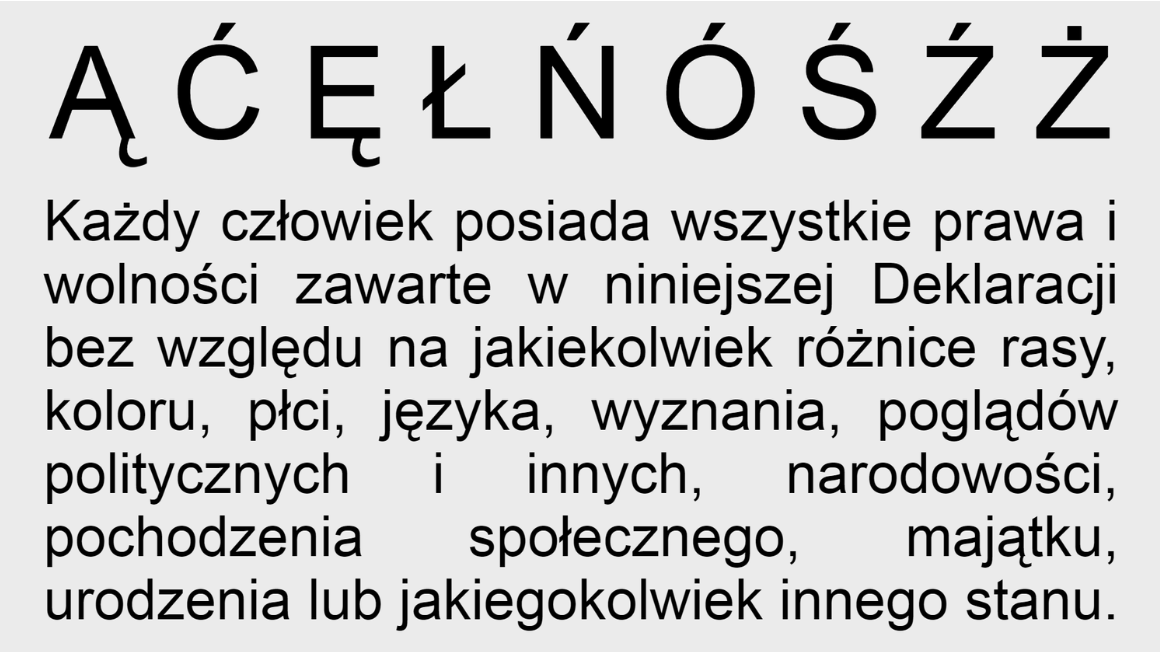 Ą Ć Ę Ł Ń Ó Ś Ź Ż
Każdy człowiek posiada wszystkie prawa i
wolności zawarte w niniejszej Deklaracji
bez względu na jakiekolwiek różnice rasy,
koloru, płci, języka, wyznania, poglądów
politycznych i innych, narodowości,
pochodzenia społecznego, majątku,
urodzenia lub jakiegokolwiek innego stanu.